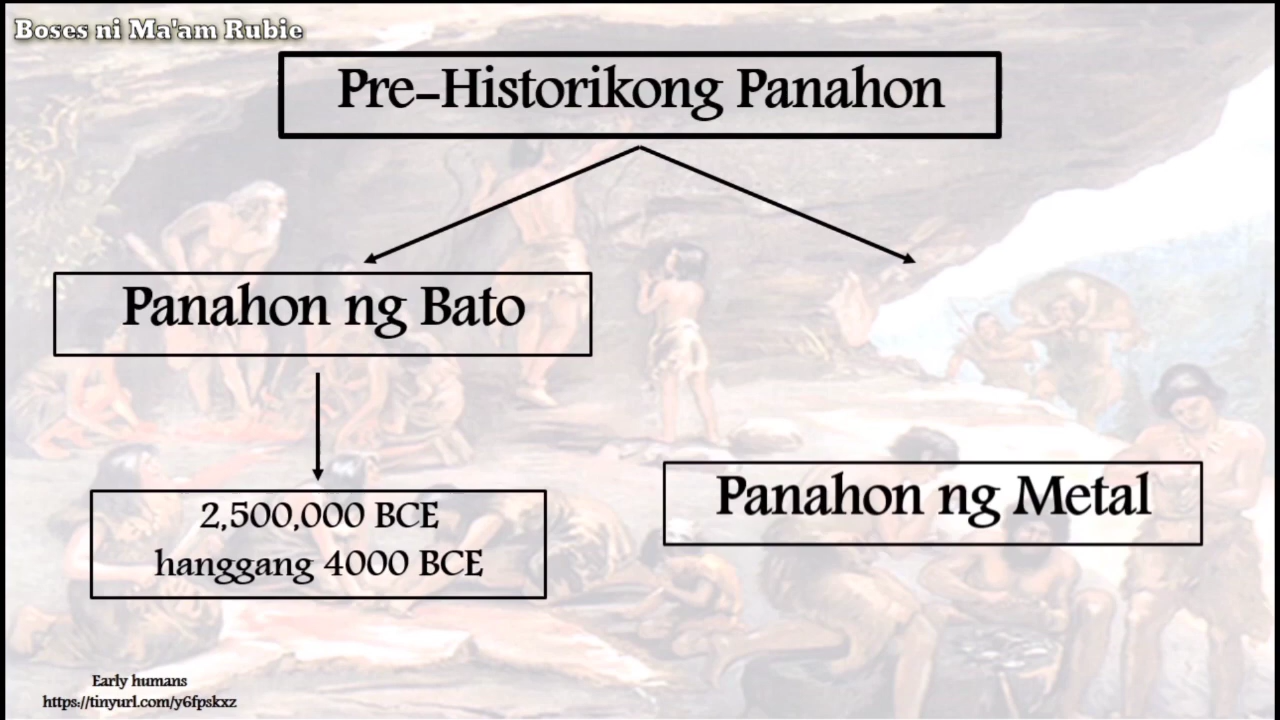 Boses ni Ma'am Rubie
Pre-Historikong Panahon
Panahon ng Bato
2,500,000 BCE
hanggang 4000 BCE
Panahon ng Metal
Early humans
https://tinyurl.com/y6fpskxz